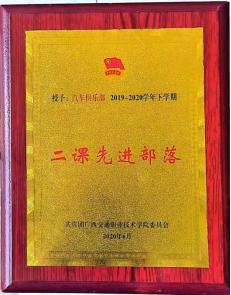 授予：汽车俱乐部 2019-2020学年下学期
二课先进部落
共青团广西交通职业技术学院委员会
2020年6月